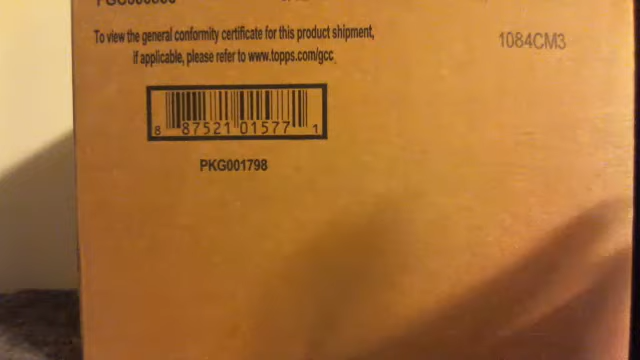 To view the general conformity certificate for this product shipment,
if applicable, please refer to www.topps.com/gcc
1084CM3
8 87521 01577 1
PKG001798